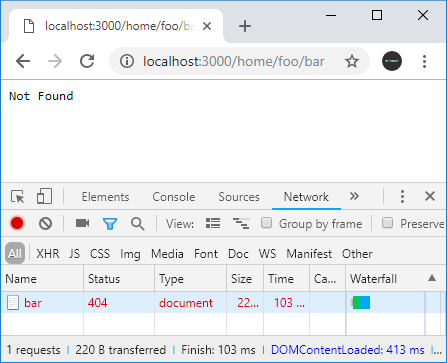 localhost:3000/home/foo/bar
localhost:3000/home/foo/bar
Not Found
Elements Console Sources Network
View: Group by frame Preserve
All XHR JS CSS Img Media Font Doc WS Manifest Other
Name Status Type Size Time Ca... Waterfall
bar 404 document 22... 103 ...
1 requests 220 B transferred Finish: 103 ms DOMContentLoaded: 413 ms ...